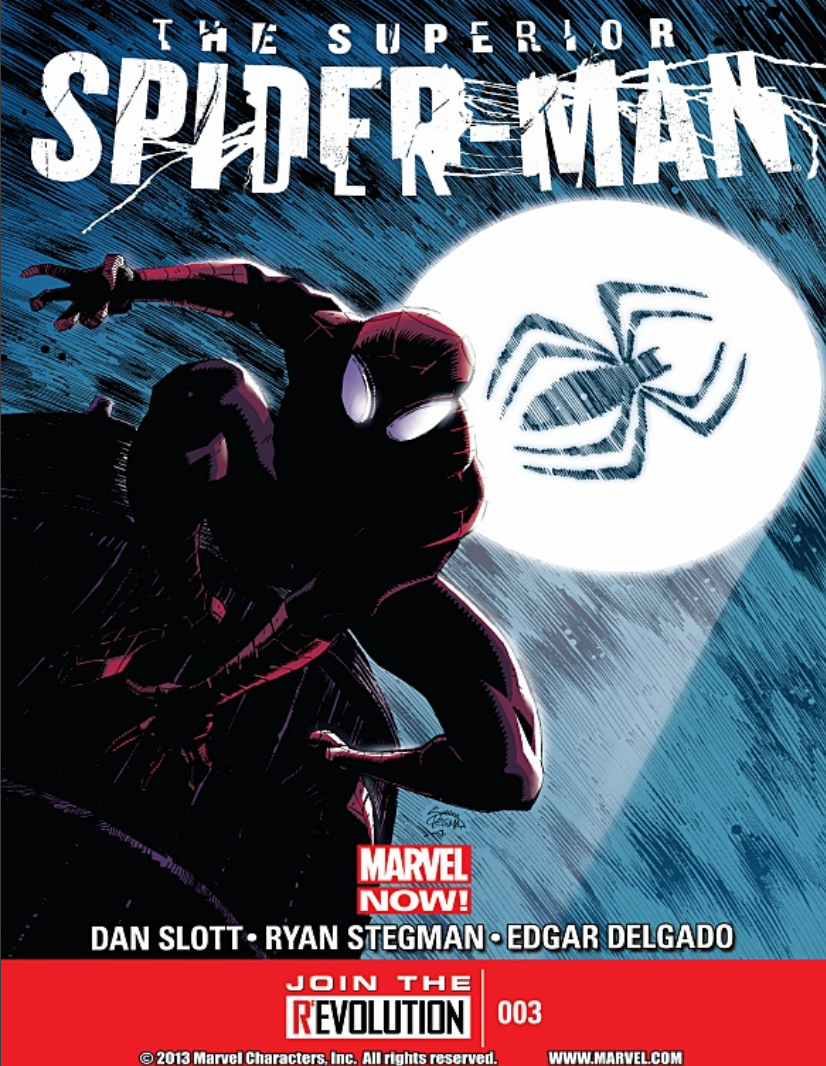 THE SUPERIOR
SPIDER-MAN
MARVEL
NOW!
DAN SLOTT • RYAN STEGMAN • EDGAR DELGADO
JOIN THE
REVOLUTION
003
© 2013 Marvel Characters, Inc. All rights reserved. WWW.MARVEL.COM